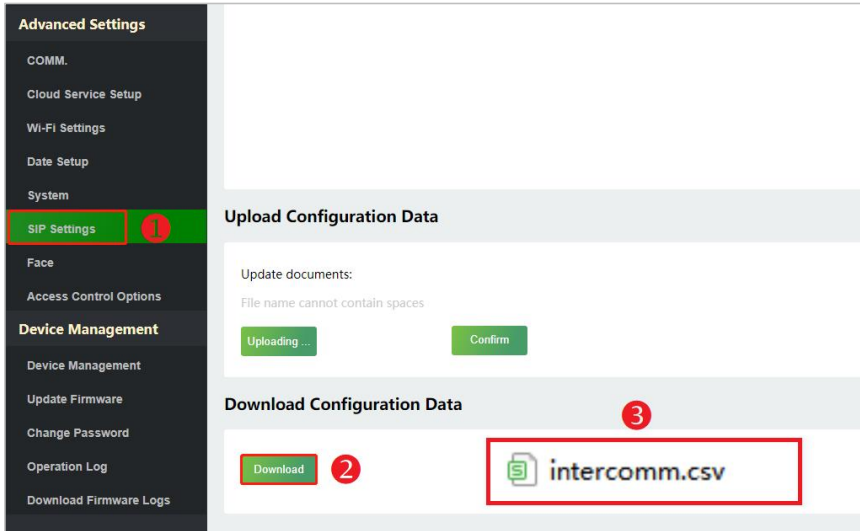 Advanced Settings
COMM.
Cloud Service Setup
Wi-Fi Settings
Date Setup
System
SIP Settings
1
Face
Access Control Options
Device Management
Device Management
Update Firmware
Change Password
Operation Log
Download Firmware Logs
Upload Configuration Data
Update documents:
File name cannot contain spaces
Uploading ...
Confirm
Download Configuration Data
Download
2
3
S
intercomm.csv